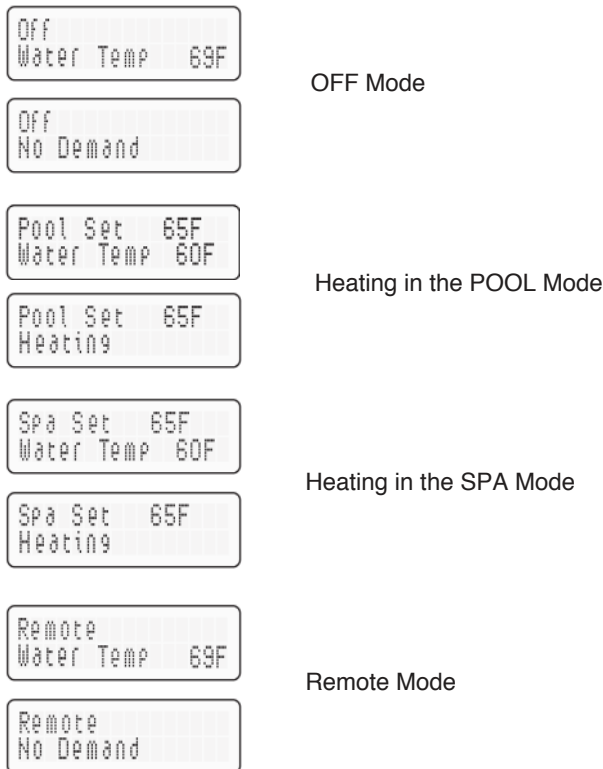 Off
Water Temp 69F
OFF Mode
Off
No Demand
Pool Set 65F
Water Temp 60F
Heating in the POOL Mode
Pool Set 65F
Heating
Spa Set 65F
Water Temp 60F
Heating in the SPA Mode
Spa Set 65F
Heating
Remote
Water Temp 69F
Remote Mode
Remote
No Demand